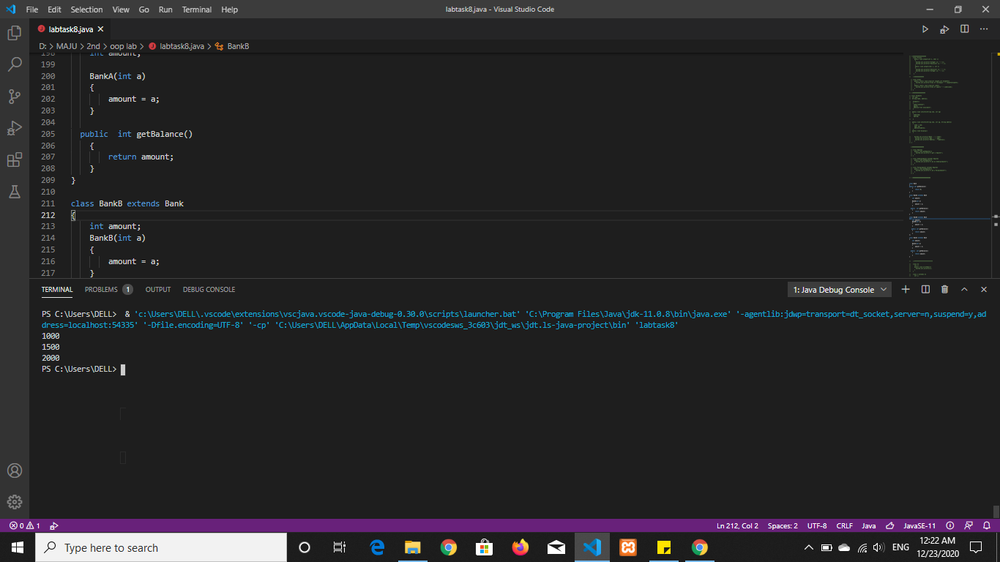 File Edit Selection View Go Run Terminal Help
labtask8.java - Visual Studio Code
labtask8.java
D: > MAJU > 2nd > oop lab > labtask8.java > BankB
198 int amount;
199
200 BankA(int a)
201 {
202 amount = a;
203 }
204
205 public  int getBalance()
206 {
207 return amount;
208 }
209 }
210
211 class BankB extends Bank
212 {
213 int amount;
214 BankB(int a)
215 {
216 amount = a;
217 }
TERMINAL PROBLEMS 1 OUTPUT DEBUG CONSOLE
1: Java Debug Console
PS C:\Users\DELL>  & 'c:\Users\DELL\.vscode\extensions\vscjava.vscode-java-debug-0.30.0\scripts\launcher.bat' 'C:\Program Files\Java\jdk-11.0.8\bin\java.exe' '-agentlib:jdwp=transport=dt_socket,server=n,suspend=y,ad
dress=localhost:54335' '-Dfile.encoding=UTF-8' '-cp' 'C:\Users\DELL\AppData\Local\Temp\vscodesws_3c603\jdt_ws\jdt.ls-java-project\bin' 'labtask8'
1000
1500
2000
PS C:\Users\DELL>
0 1
Ln 212, Col 2 Spaces: 2 UTF-8 CRLF Java JavaSE-11
Type here to search
ENG
12:22 AM
12/23/2020